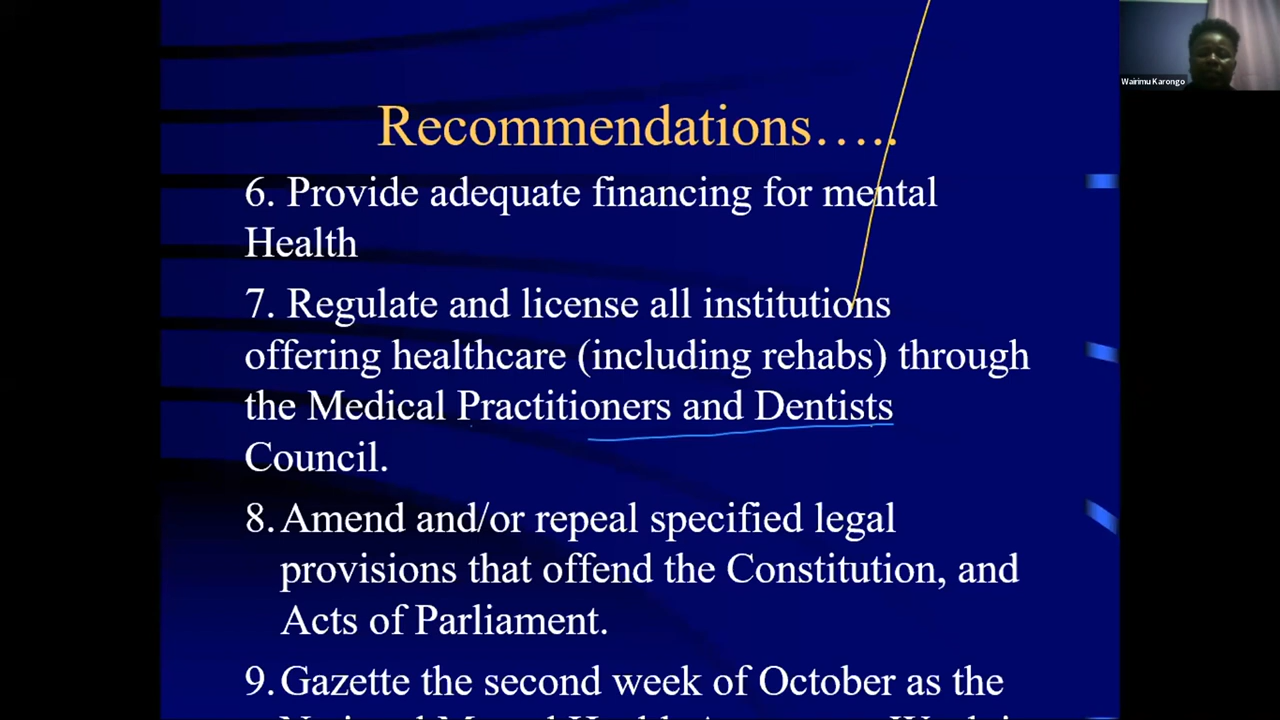 Wairimu Karongo
Recommendations…..
6. Provide adequate financing for mental
Health
7. Regulate and license all institutions
offering healthcare (including rehabs) through
the Medical Practitioners and Dentists
Council.
8. Amend and/or repeal specified legal
provisions that offend the Constitution, and
Acts of Parliament.
9. Gazette the second week of October as the